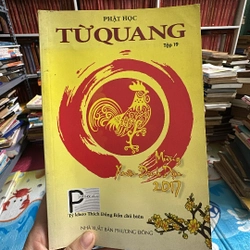 PHẬT HỌC
TỪ QUANG
Tập 19
Mừng
Xuân Đinh Dậu
2017
P
Tỳ kheo Thích Đồng Bổn chủ biên
NHÀ XUẤT BẢN PHƯƠNG ĐÔNG